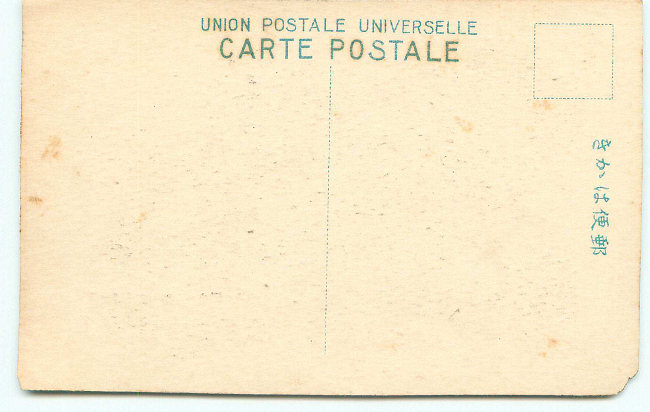 UNION POSTALE UNIVERSELLE
CARTE POSTALE
きかは便郵